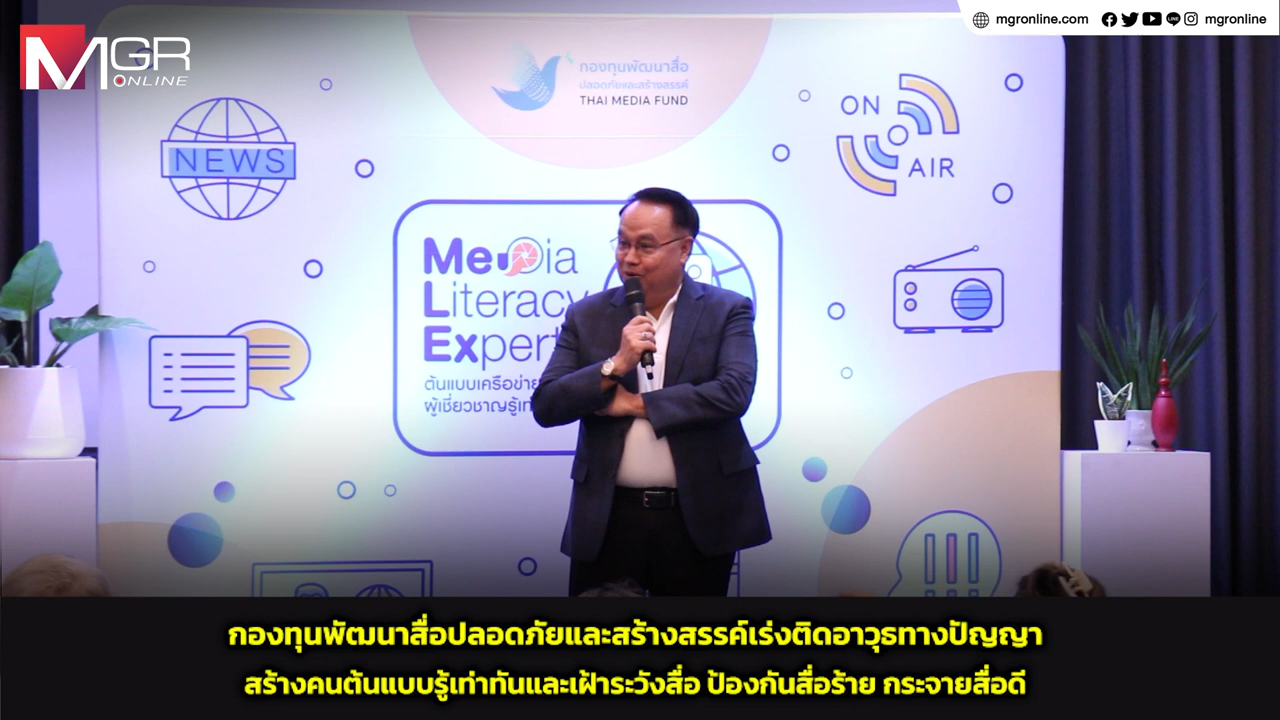 MGR
ONLINE
mgronline.com
mgronline
กองทุนพัฒนาสื่อ
ปลอดภัยและสร้างสรรค์
THAI MEDIA FUND
NEWS
ON
AIR
Media
Literacy
Expert
ต้นแบบเครือข่าย
ผู้เชี่ยวชาญรู้เท่
กองทุนพัฒนาสื่อปลอดภัยและสร้างสรรค์เร่งติดอาวุธทางปัญญา
สร้างคนต้นแบบรู้เท่าทันและเฝ้าระวังสื่อ ป้องกันสื่อร้าย กระจายสื่อดี